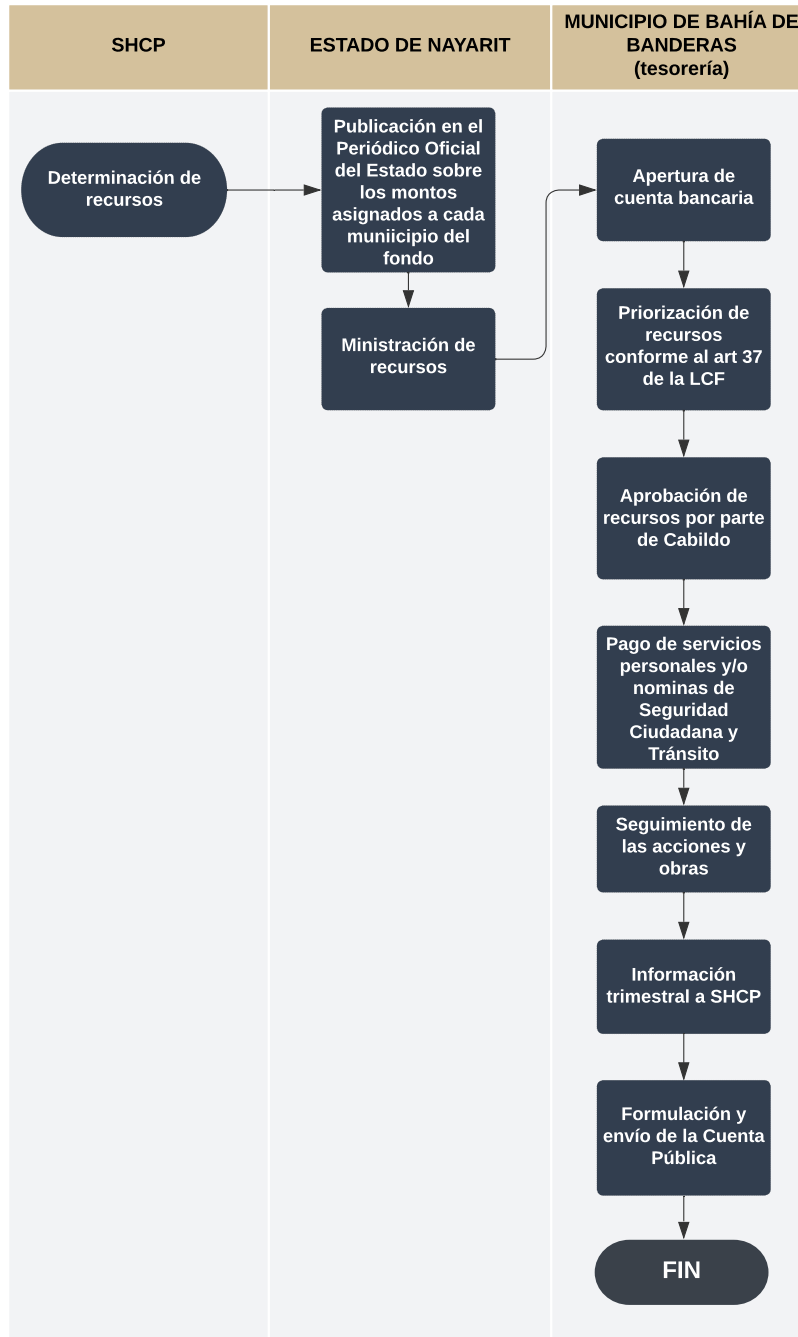 SHCP
ESTADO DE NAYARIT
MUNICIPIO DE BAHÍA DE
BANDERAS
(tesorería)
Determinación de
recursos
Publicación en el
Periódico Oficial
del Estado sobre
los montos
asignados a cada
muniicipio del
fondo
Ministración de
recursos
Apertura de
cuenta bancaria
Priorización de
recursos
conforme al art 37
de la LCF
Aprobación de
recursos por parte
de Cabildo
Pago de servicios
personales y/o
nominas de
Seguridad
Ciudadana y
Tránsito
Seguimiento de
las acciones y
obras
Información
trimestral a SHCP
Formulación y
envío de la Cuenta
Pública
FIN